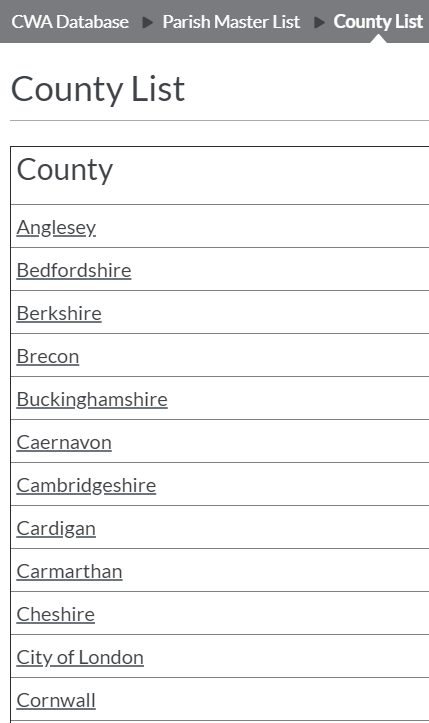 CWA Database ▶ Parish Master List ▶ County List
County List
County
Anglesey
Bedfordshire
Berkshire
Brecon
Buckinghamshire
Caernavon
Cambridgeshire
Cardigan
Carmarthan
Cheshire
City of London
Cornwall